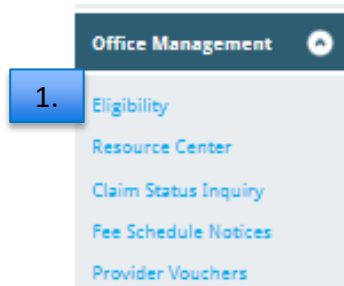 Office Management
1.
Eligibility
Resource Center
Claim Status Inquiry
Fee Schedule Notices
Provider Vouchers